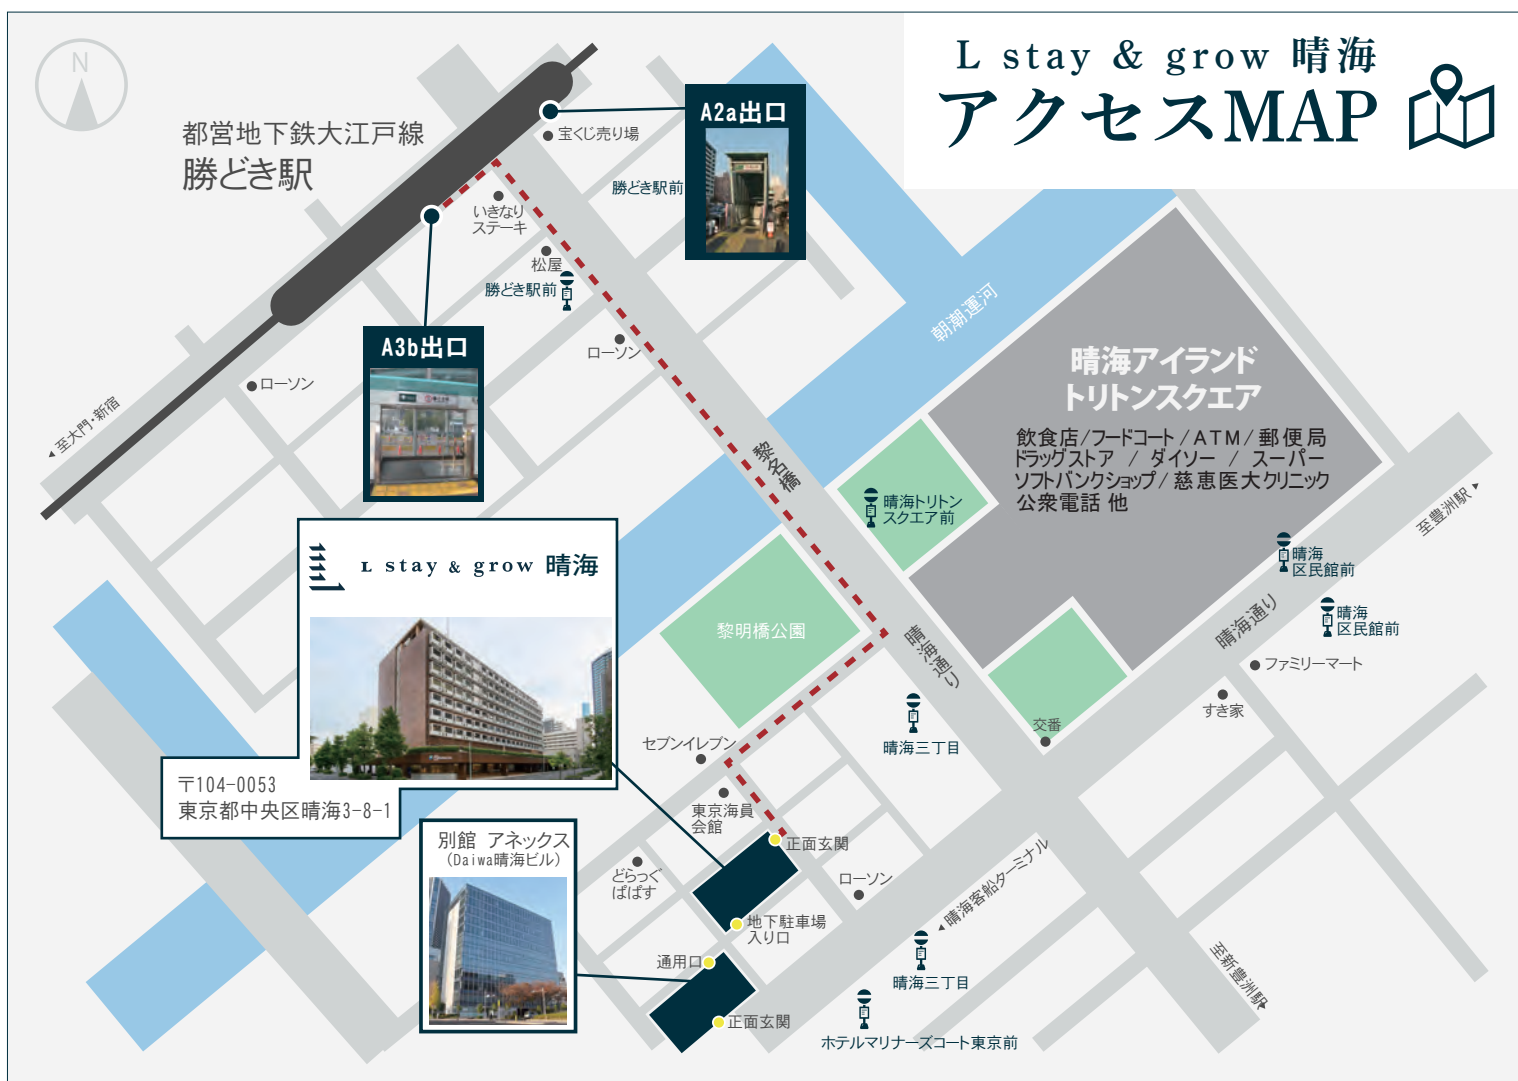 L stay & grow 晴海
アクセスMAP
N
都営地下鉄大江戸線
勝どき駅
A2a出口
宝くじ売り場
勝どき駅前
いきなり
ステーキ
松屋
勝どき駅前
A3b出口
ローソン
ローソン
至大門・新宿
朝潮運河
晴海アイランド
トリトンスクエア
飲食店/フードコート/ATM/郵便局
ドラッグストア / ダイソー / スーパー
ソフトバンクショップ/慈恵医大クリニック
公衆電話 他
黎名橋
晴海トリトン
スクエア前
至豊洲駅
晴海
区民館前
晴海
区民館前
晴海通り
ファミリーマート
すき家
L stay & grow 晴海
黎明橋公園
晴海通り
晴海三丁目
交番
セブンイレブン
〒104-0053
東京都中央区晴海3-8-1
東京海員
会館
正面玄関
別館 アネックス
(Daiwa晴海ビル)
どらっぐ
ぱぱす
ローソン
晴海客船ターミナル
地下駐車場
入り口
通用口
晴海三丁目
至新豊洲駅
正面玄関
ホテルマリナーズコート東京前